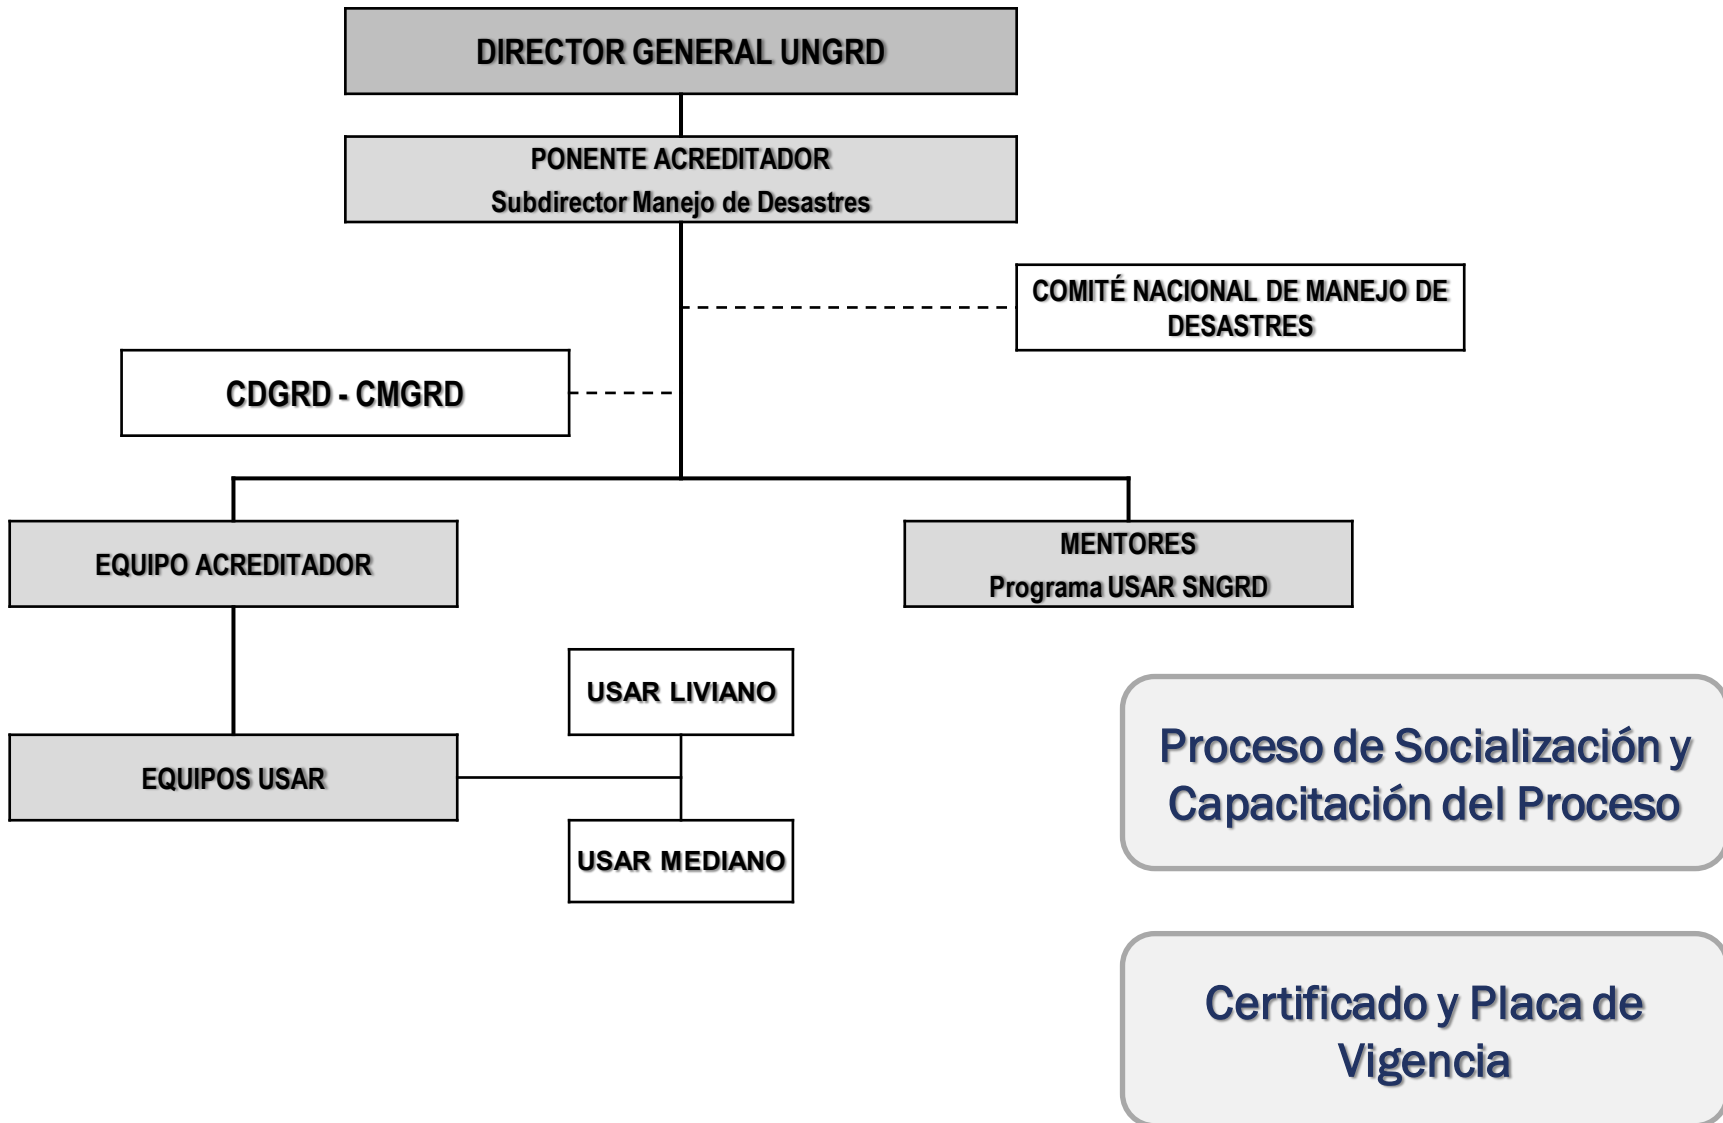 DIRECTOR GENERAL UNGRD
PONENTE ACREDITADOR
Subdirector Manejo de Desastres
COMITÉ NACIONAL DE MANEJO DE
DESASTRES
CDGRD - CMGRD
EQUIPO ACREDITADOR
MENTORES
Programa USAR SNGRD
USAR LIVIANO
EQUIPOS USAR
USAR MEDIANO
Proceso de Socialización y
Capacitación del Proceso
Certificado y Placa de
Vigencia